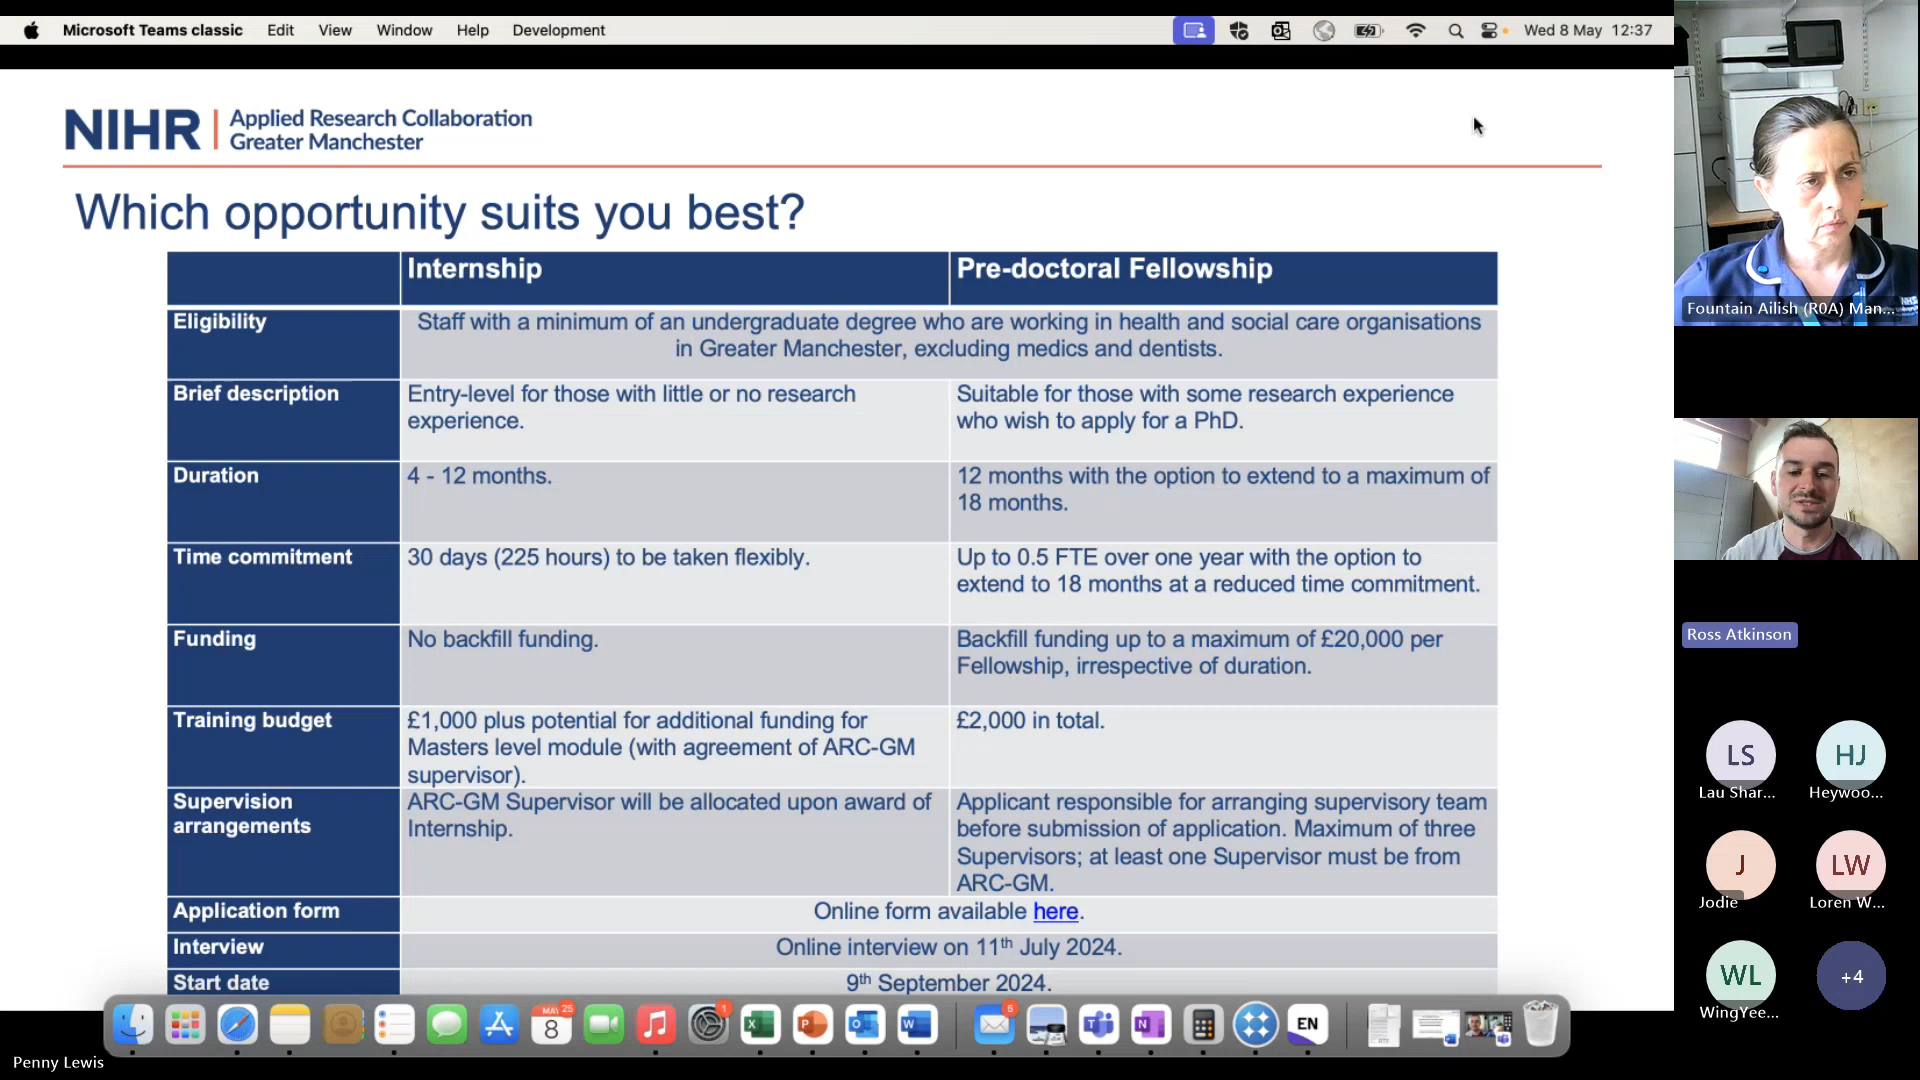 Microsoft Teams classic Edit View Window Help Development Wed 8 May 12:37
NIHR Applied Research Collaboration
Greater Manchester
Which opportunity suits you best?
Internship Pre-doctoral Fellowship
Eligibility Staff with a minimum of an undergraduate degree who are working in health and social care organisations
in Greater Manchester, excluding medics and dentists.
Brief description Entry-level for those with little or no research
experience.
Suitable for those with some research experience
who wish to apply for a PhD.
Duration 4 - 12 months.
12 months with the option to extend to a maximum of
18 months.
Time commitment 30 days (225 hours) to be taken flexibly.
Up to 0.5 FTE over one year with the option to
extend to 18 months at a reduced time commitment.
Funding No backfill funding.
Backfill funding up to a maximum of £20,000 per
Fellowship, irrespective of duration.
Training budget £1,000 plus potential for additional funding for
Masters level module (with agreement of ARC-GM
supervisor).
£2,000 in total.
Supervision
arrangements
ARC-GM Supervisor will be allocated upon award of
Internship.
Applicant responsible for arranging supervisory team
before submission of application. Maximum of three
Supervisors; at least one Supervisor must be from
ARC-GM.
Application form Online form available here.
Interview Online interview on 11th July 2024.
Start date 9th September 2024.
MAY 25
8
1
6
EN
Penny Lewis
Fountain Ailish (R0A) Man...
NHS
Ross Atkinson
LS HJ
Lau Shar... Heywoo...
J LW
Jodie Loren W...
WL +4
WingYee...